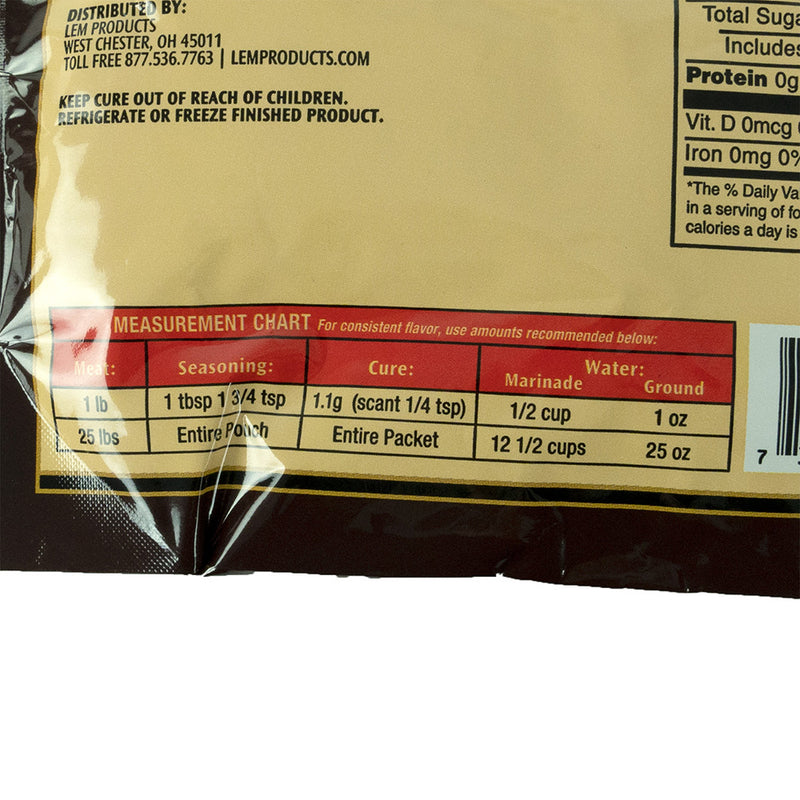 DISTRIBUTED BY:
LEM PRODUCTS
WEST CHESTER, OH 45011
TOLL FREE 877.536.7763 | LEMPRODUCTS.COM
KEEP CURE OUT OF REACH OF CHILDREN.
REFRIGERATE OR FREEZE FINISHED PRODUCT.
Total Suga
Includes
Protein 0g
Vit. D 0mcg
Iron 0mg 0%
*The % Daily Va
in a serving of fo
calories a day is
MEASUREMENT CHART For consistent flavor, use amounts recommended below:
Meat: Seasoning: Cure: Water:
Marinade Ground
1 lb 1 tbsp 1 3/4 tsp 1.1g (scant 1/4 tsp) 1/2 cup 1 oz
25 lbs Entire Pouch Entire Packet 12 1/2 cups 25 oz
7